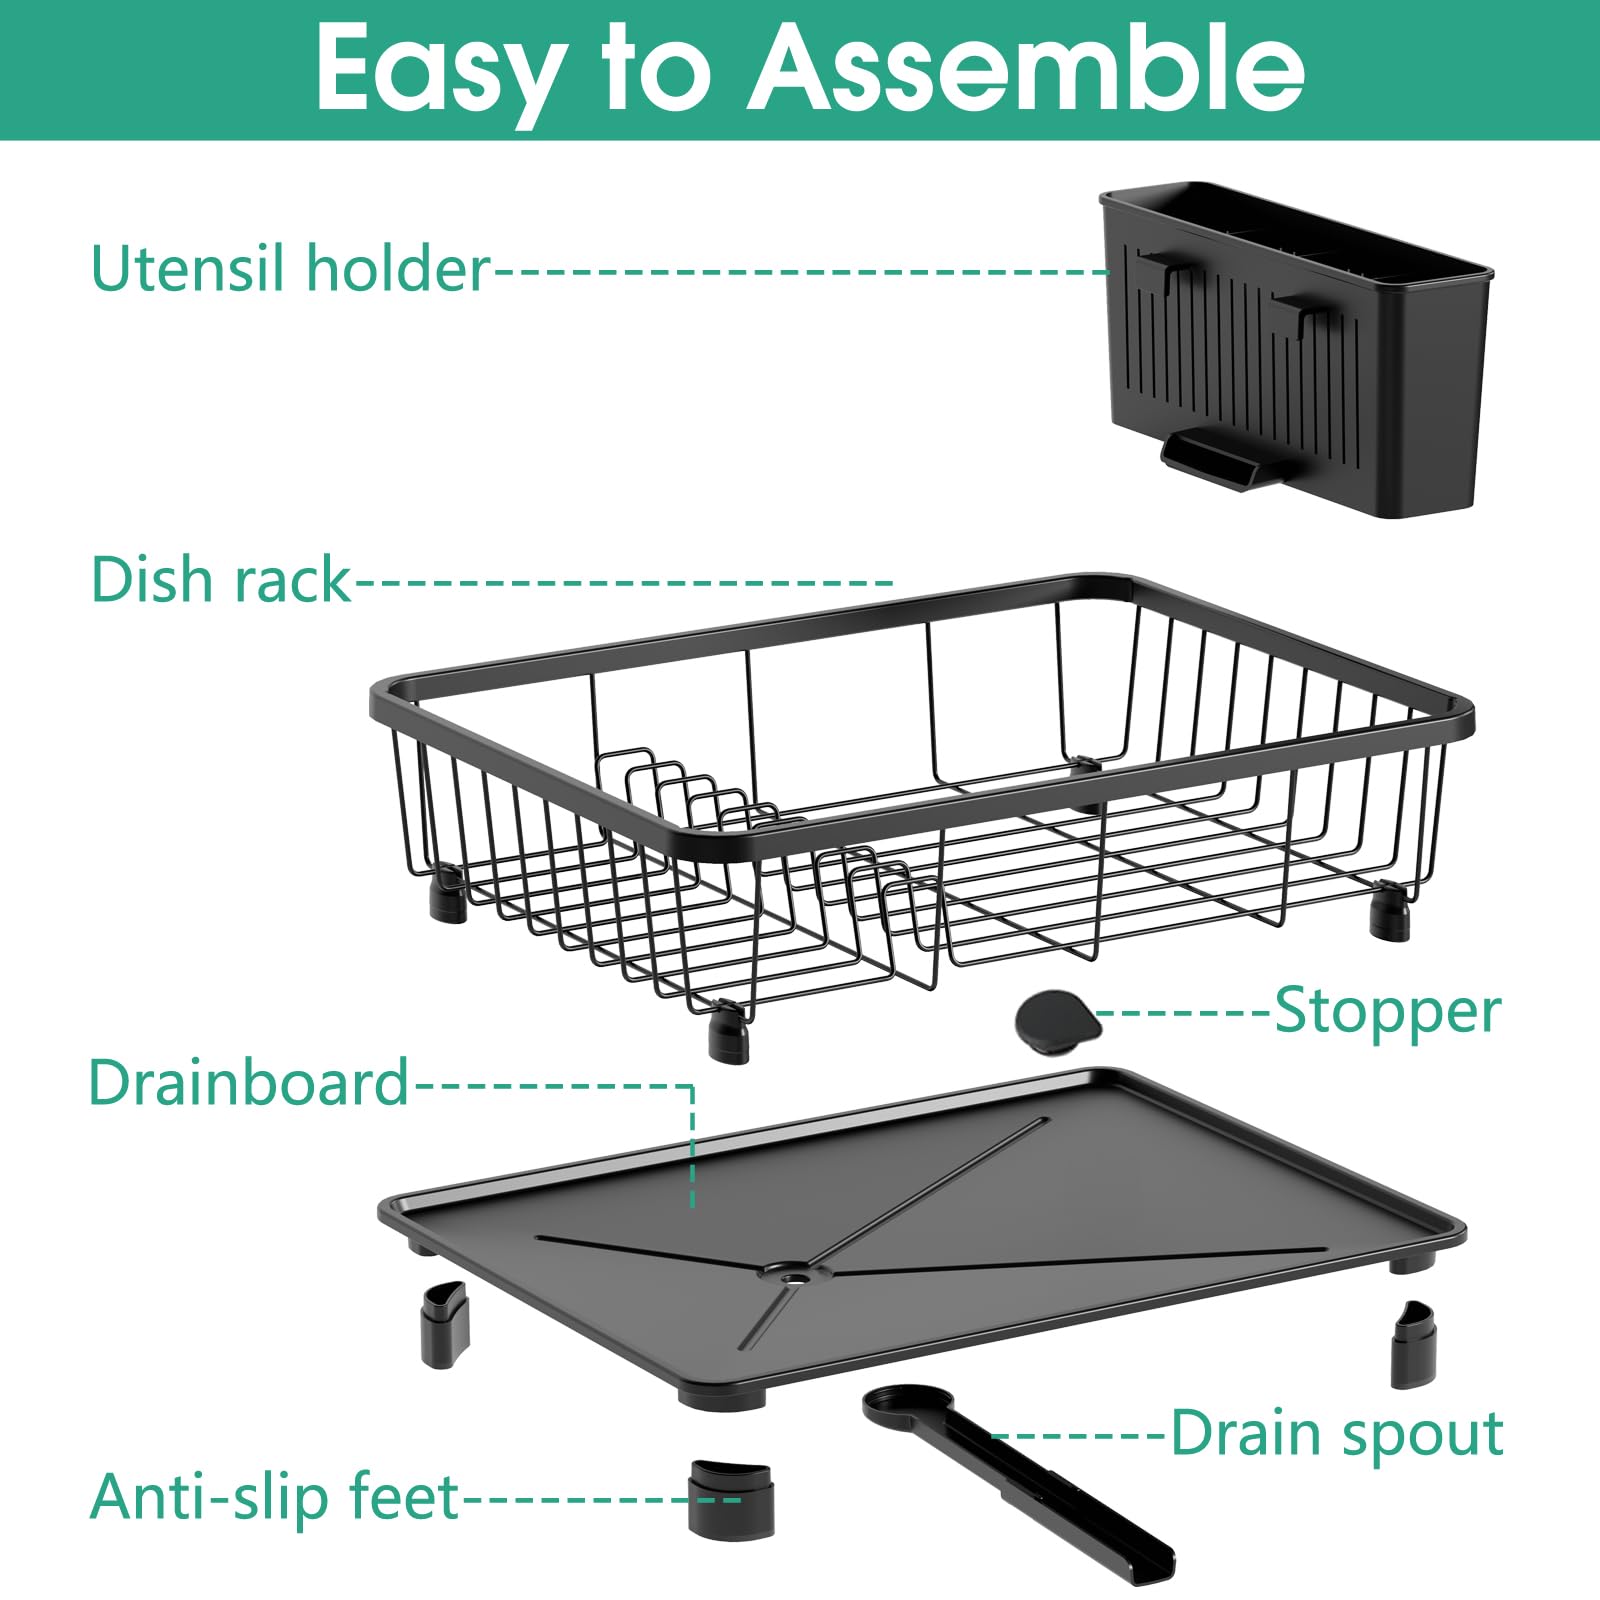 Easy to Assemble
Utensil holder
Dish rack
Stopper
Drainboard
Drain spout
Anti-slip feet